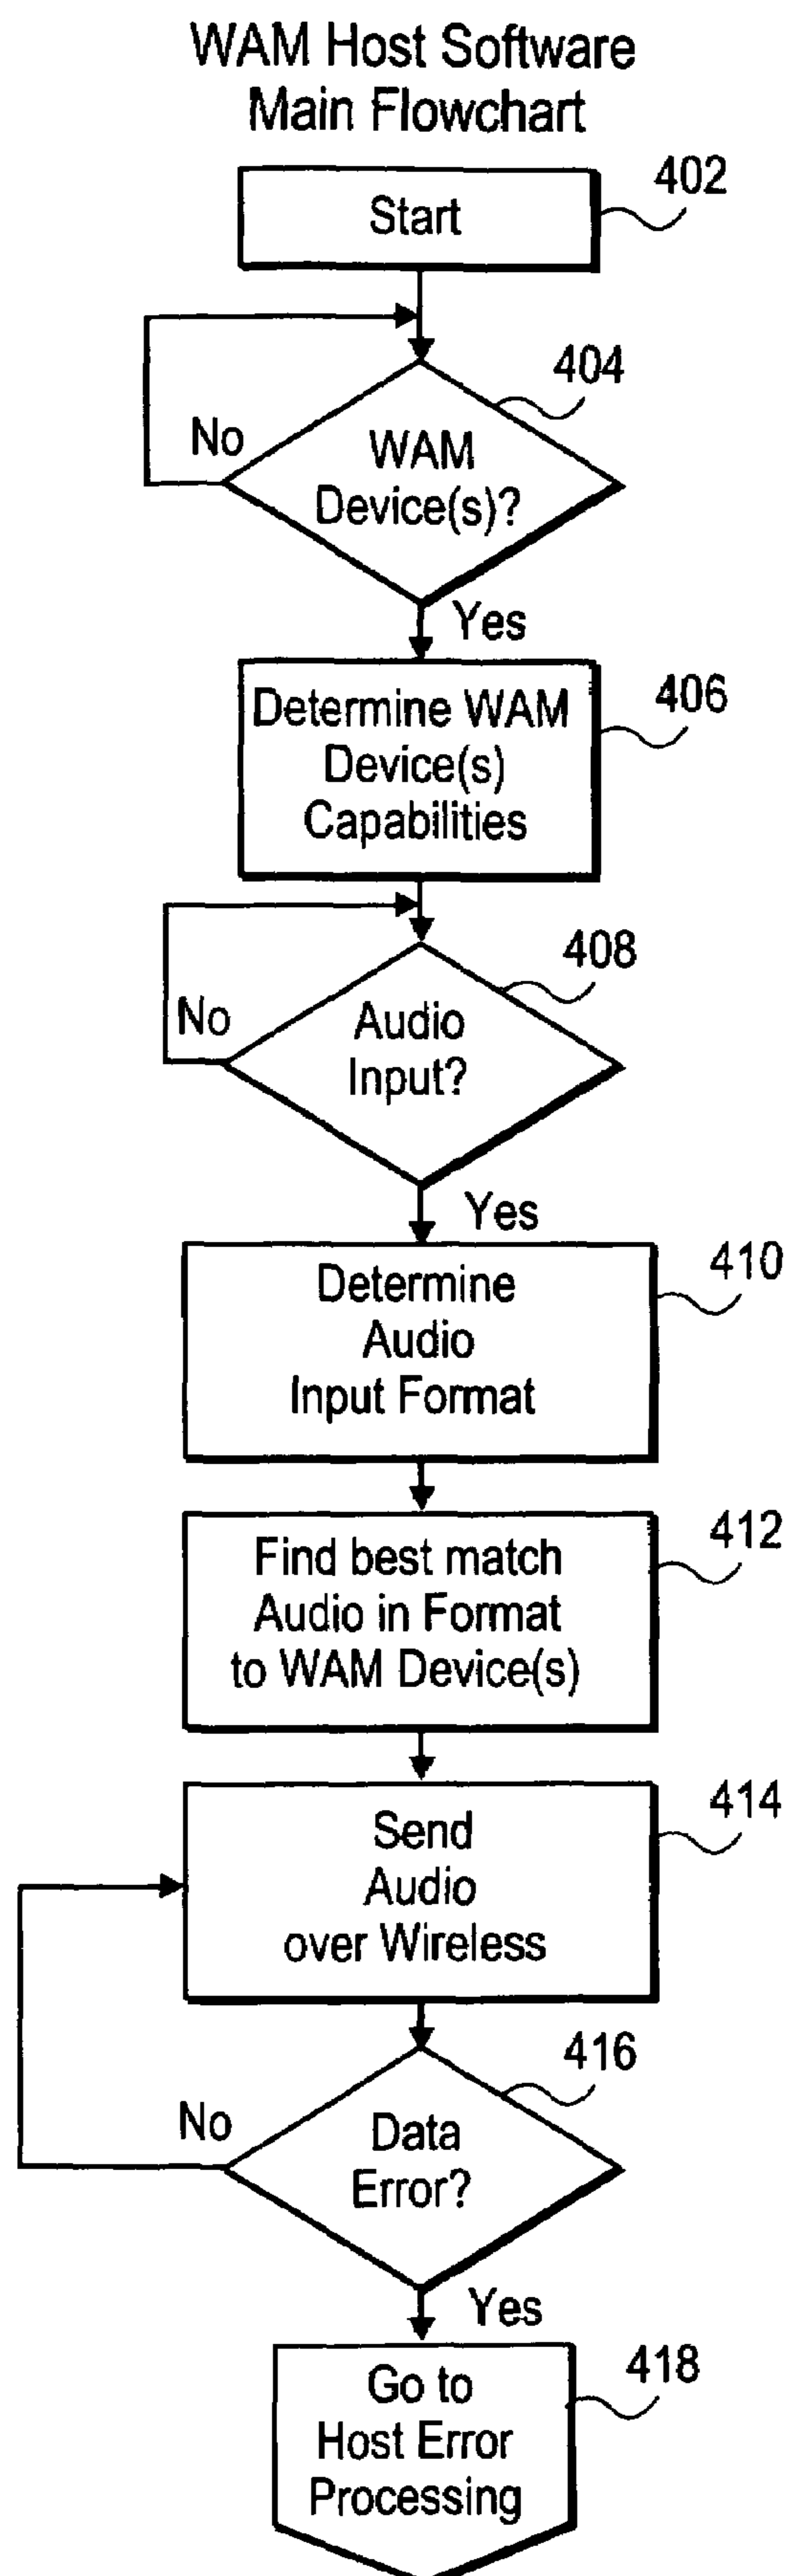 WAM Host Software
Main Flowchart
Start
402
404
No
WAM
Device(s)?
Yes
Determine WAM
Device(s)
Capabilities
406
408
No
Audio
Input?
Yes
Determine
Audio
Input Format
410
Find best match
Audio in Format
to WAM Device(s)
412
Send
Audio
over Wireless
414
416
No
Data
Error?
Yes
Go to
Host Error
Processing
418